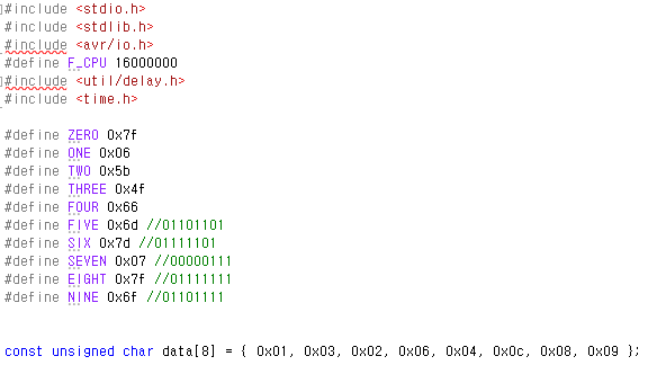 #include <stdio.h>
#include <stdlib.h>
#include <avr/io.h>
#define F_CPU 16000000
#include <util/delay.h>
#include <time.h>
#define ZERO 0x7f
#define ONE 0x06
#define TWO 0x5b
#define THREE 0x4f
#define FOUR 0x66
#define FIVE 0x6d //01101101
#define SIX 0x7d //01111101
#define SEVEN 0x07 //00000111
#define EIGHT 0x7f //01111111
#define NINE 0x6f //01101111
const unsigned char data[8] = { 0x01, 0x03, 0x02, 0x06, 0x04, 0x0c, 0x08, 0x09 };